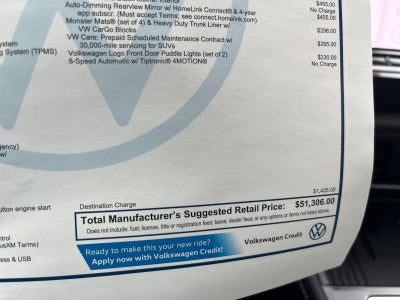 $455.00
Auto-Dimming Rearview Mirror w/ HomeLink Connect® & 4-year No Charge
app subscr. (Must accept Terms; see connect.homelink.com) $405.00
Monster Mats® (set of 4) & Heavy Duty Trunk Liner w/
VW CarGo Blocks $296.00
VW Care: Prepaid Scheduled Maintenance Contract w/
30,000-mile servicing for SUVs $295.00
Volkswagen Logo Front Door Puddle Lights (set of 2) $230.00
8-Speed Automatic w/ Tiptronic® 4MOTION® No Charge
ystem
ng System (TPMS)
gency)
w/
utton engine start
ntrol
usXM Terms)
ess & USB
Destination Charge $1,425.00
Total Manufacturer's Suggested Retail Price: $51,306.00
Does not include: fuel; license, title or registration fees; taxes; dealer fees; or any options or items not listed above.
Ready to make this your new ride?
Apply now with Volkswagen Credit!
Volkswagen Credit